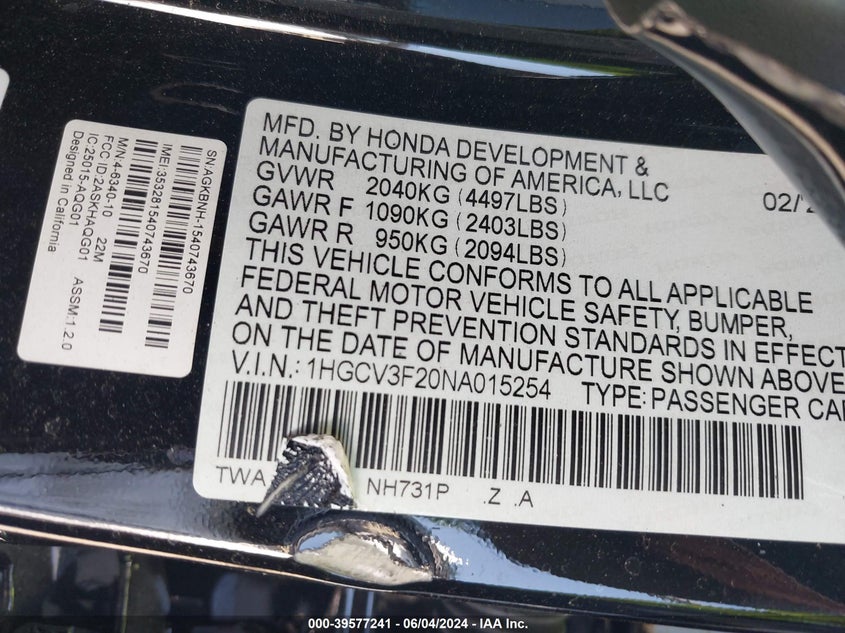 SN:AGKBNH-1540743670
IMEI:353281540743670
M/N:4-6340-10 22M
FCC ID:2ASKHAQG01
IC:25015-AQG01 ASSM:1.2.0
Designed in California
MFD. BY HONDA DEVELOPMENT &
MANUFACTURING OF AMERICA, LLC 02/2
GVWR 2040KG (4497LBS)
GAWR F 1090KG (2403LBS)
GAWR R 950KG (2094LBS)
THIS VEHICLE CONFORMS TO ALL APPLICABLE
FEDERAL MOTOR VEHICLE SAFETY, BUMPER,
AND THEFT PREVENTION STANDARDS IN EFFECT
ON THE DATE OF MANUFACTURE SHOWN ABOVE
V.I.N.: 1HGCV3F20NA015254 TYPE: PASSENGER CAR
TWA NH731P .Z .A
000-39577241 - 06/04/2024 - IAA Inc.